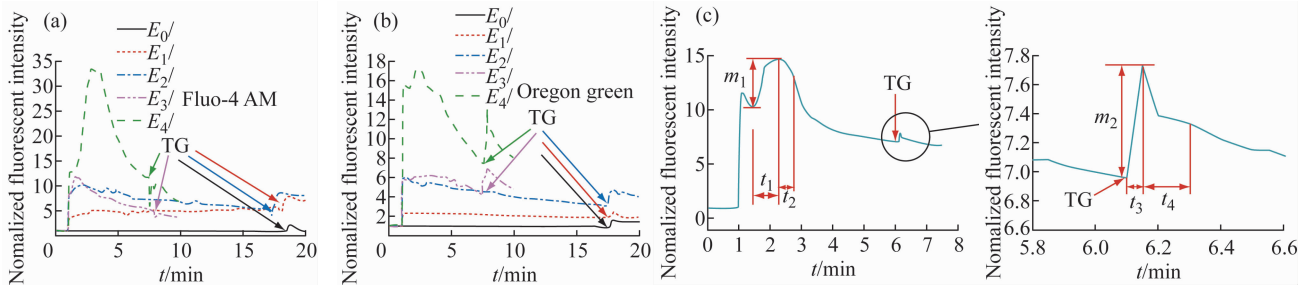 (a)
Nomalized fluorescent intensity
35
30
25
20
15
10
5
0
5
10
15
20
t/min
E0/
E1/
E2/
E3/
E4/
Fluo-4 AM
TG
(b)
Nomalized fluorescent intensity
18
16
14
12
10
8
6
4
2
0
5
10
15
20
t/min
E0/
E1/
E2/
E3/
E4/
Oregon green
TG
(c)
Nomalized fluorescent intensity
15
10
5
0
0
1
2
3
4
5
6
7
8
t/min
m1
t1
t2
TG
Nomalized fluorescent intensity
7.8
7.6
7.4
7.2
7.0
6.8
6.6
5.8
6.0
6.2
6.4
6.6
t/min
m2
TG
t3
t4